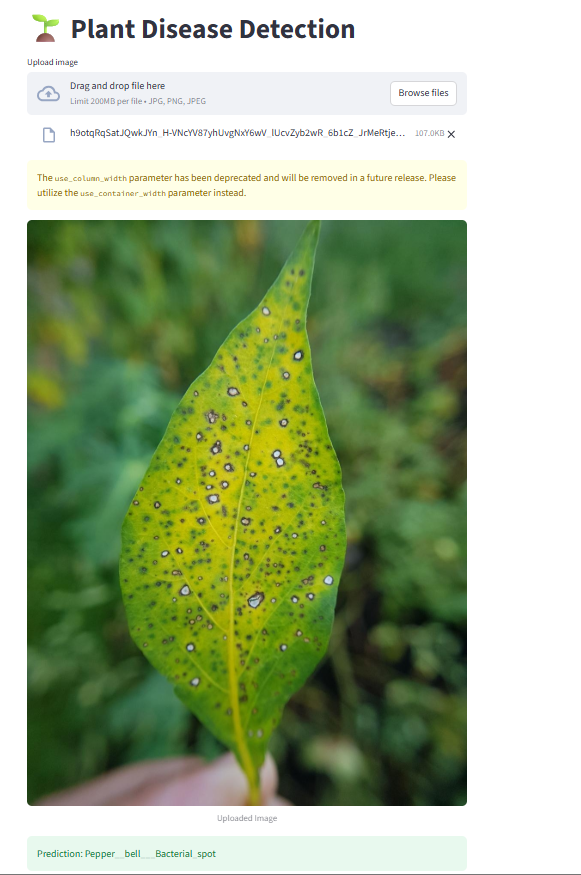 Plant Disease Detection
Upload image
Drag and drop file here
Limit 200MB per file • JPG, PNG, JPEG
Browse files
h9otqRqSatJQwkJYn_H-VNcYV87yhUvgNxY6wV_lUcvZyb2wR_6b1cZ_JrMeRtje...
107.0KB
The use_column_width parameter has been deprecated and will be removed in a future release. Please
utilize the use_container_width parameter instead.
Uploaded Image
Prediction: Pepper__bell___Bacterial_spot